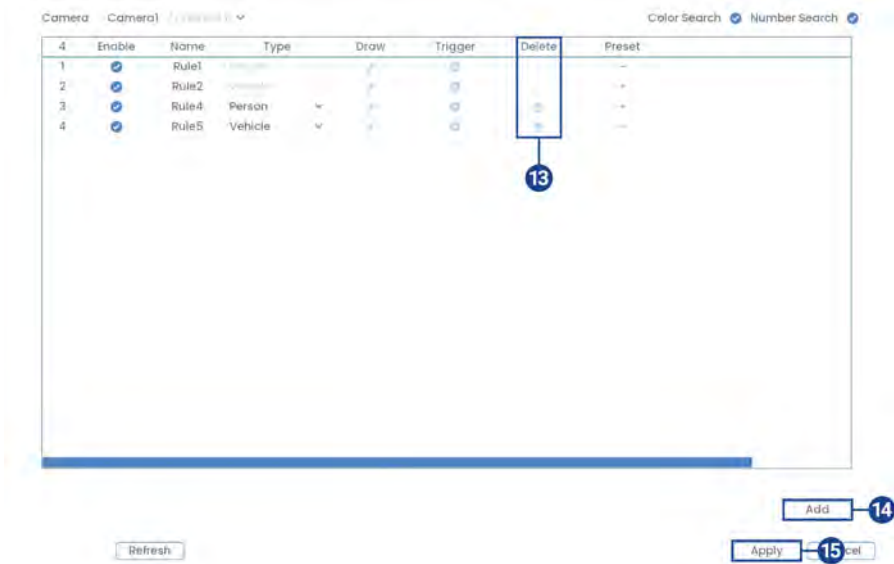 Camera Camera1 Color Search Number Search
4 Enable Name Type Draw Trigger Delete Preset
1 Rule1
2 Rule2
3 Rule4 Person
4 Rule5 Vehicle
13
Add 14
Refresh Apply 15 cel